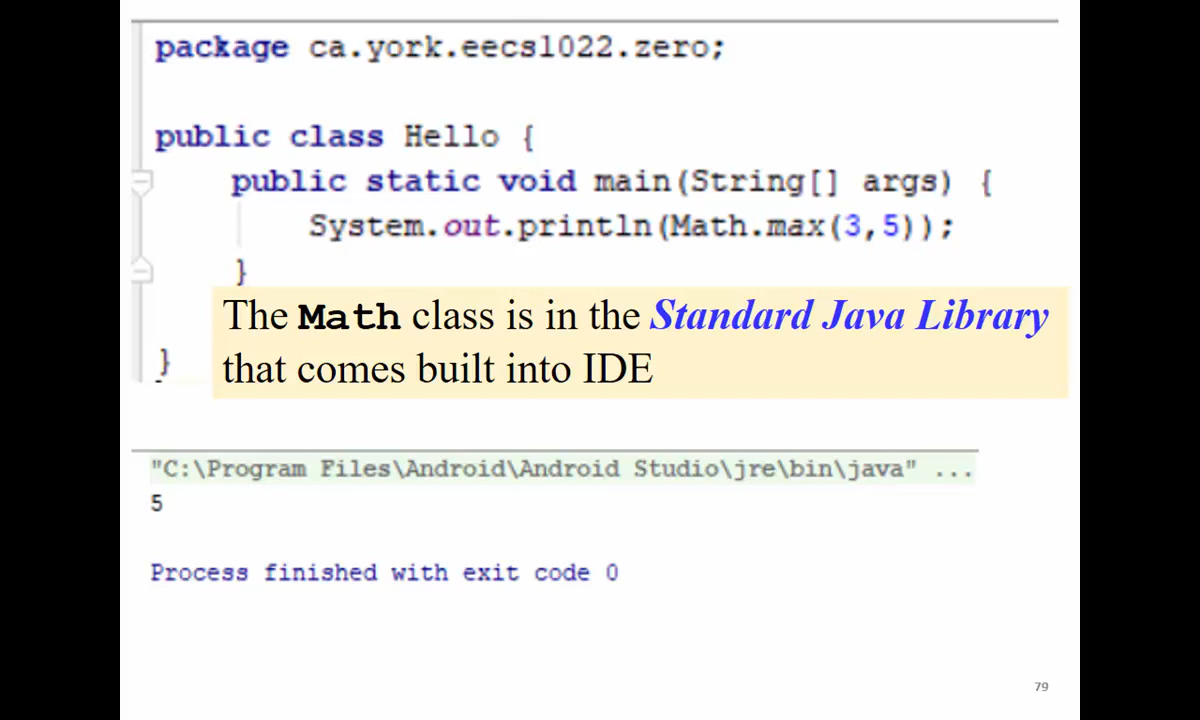 package ca.york.eecs1022.zero;
public class Hello {
public static void main(String[] args) {
System.out.println(Math.max(3,5));
}
The Math class is in the Standard Java Library
that comes built into IDE
}
"C:\Program Files\Android\Android Studio\jre\bin\java" ...
5
Process finished with exit code 0
79